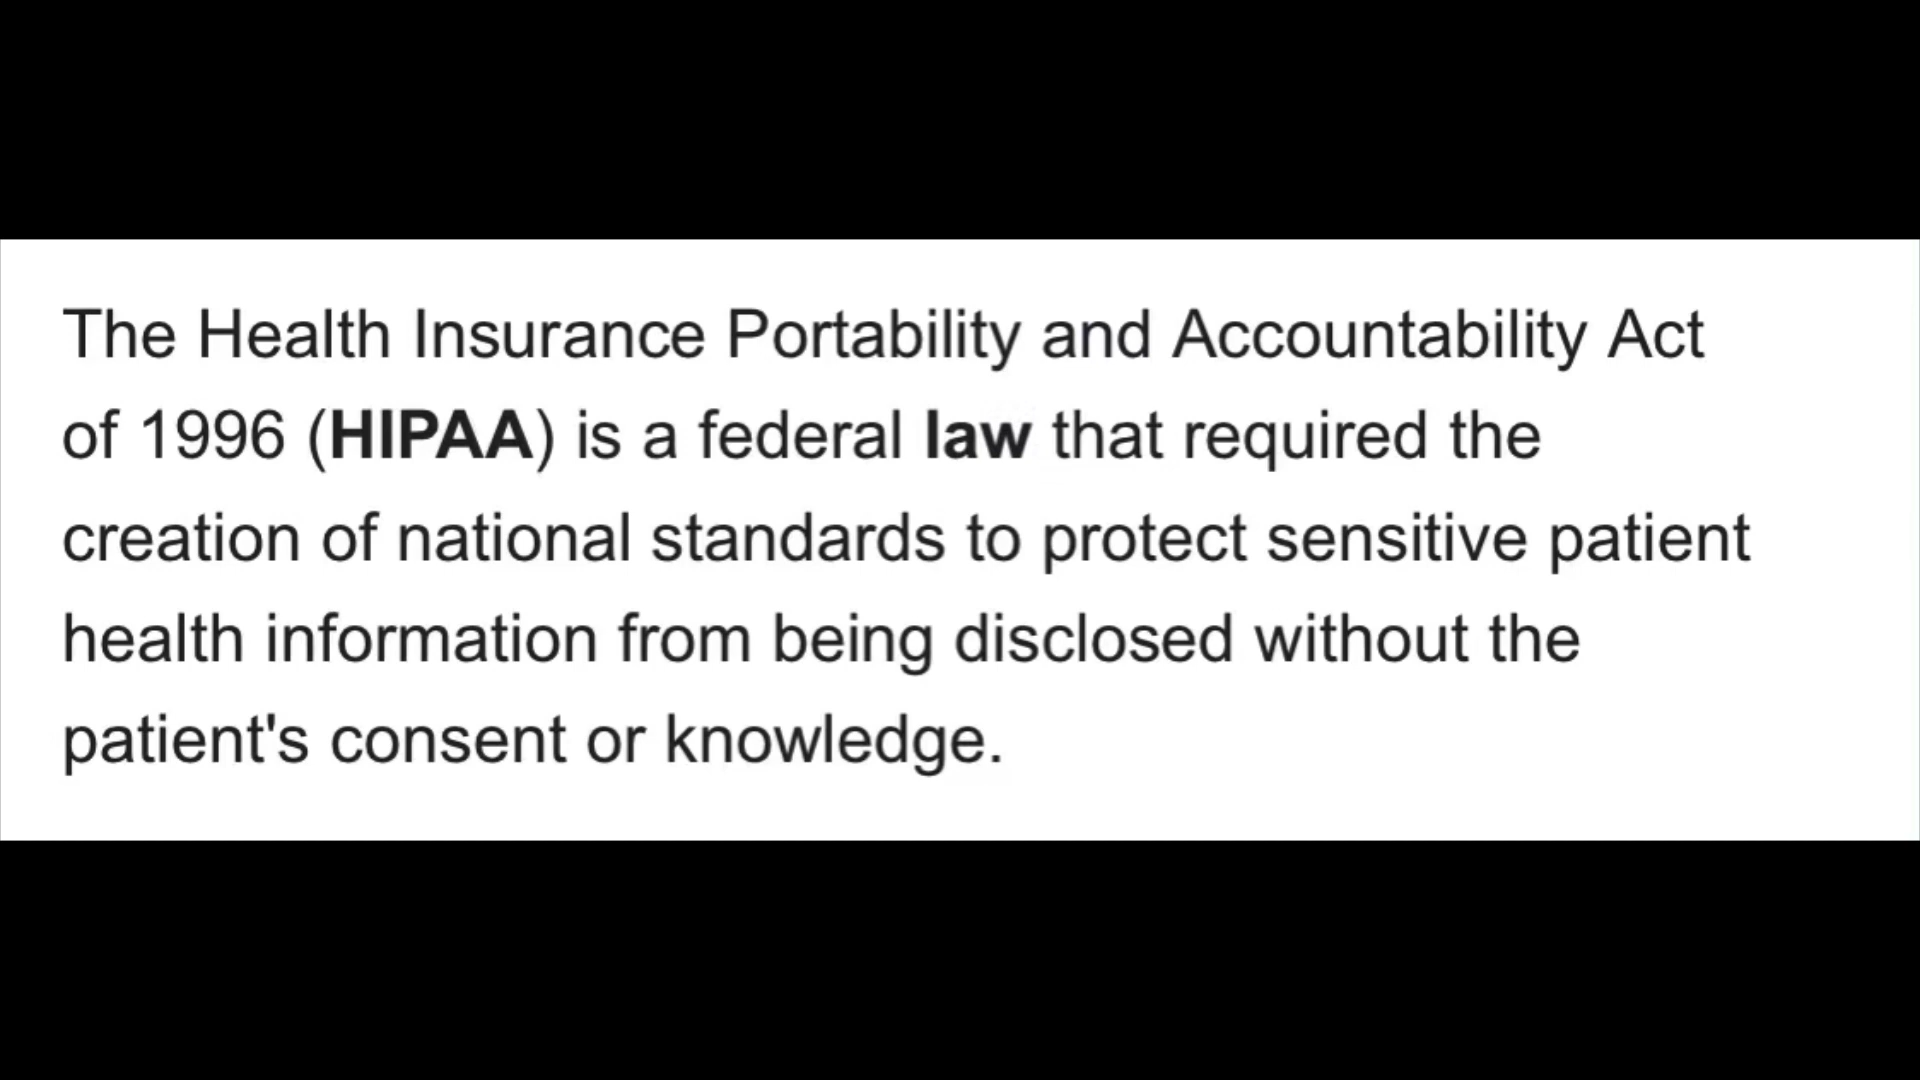 The Health Insurance Portability and Accountability Act
of 1996 (HIPAA) is a federal law that required the
creation of national standards to protect sensitive patient
health information from being disclosed without the
patient's consent or knowledge.